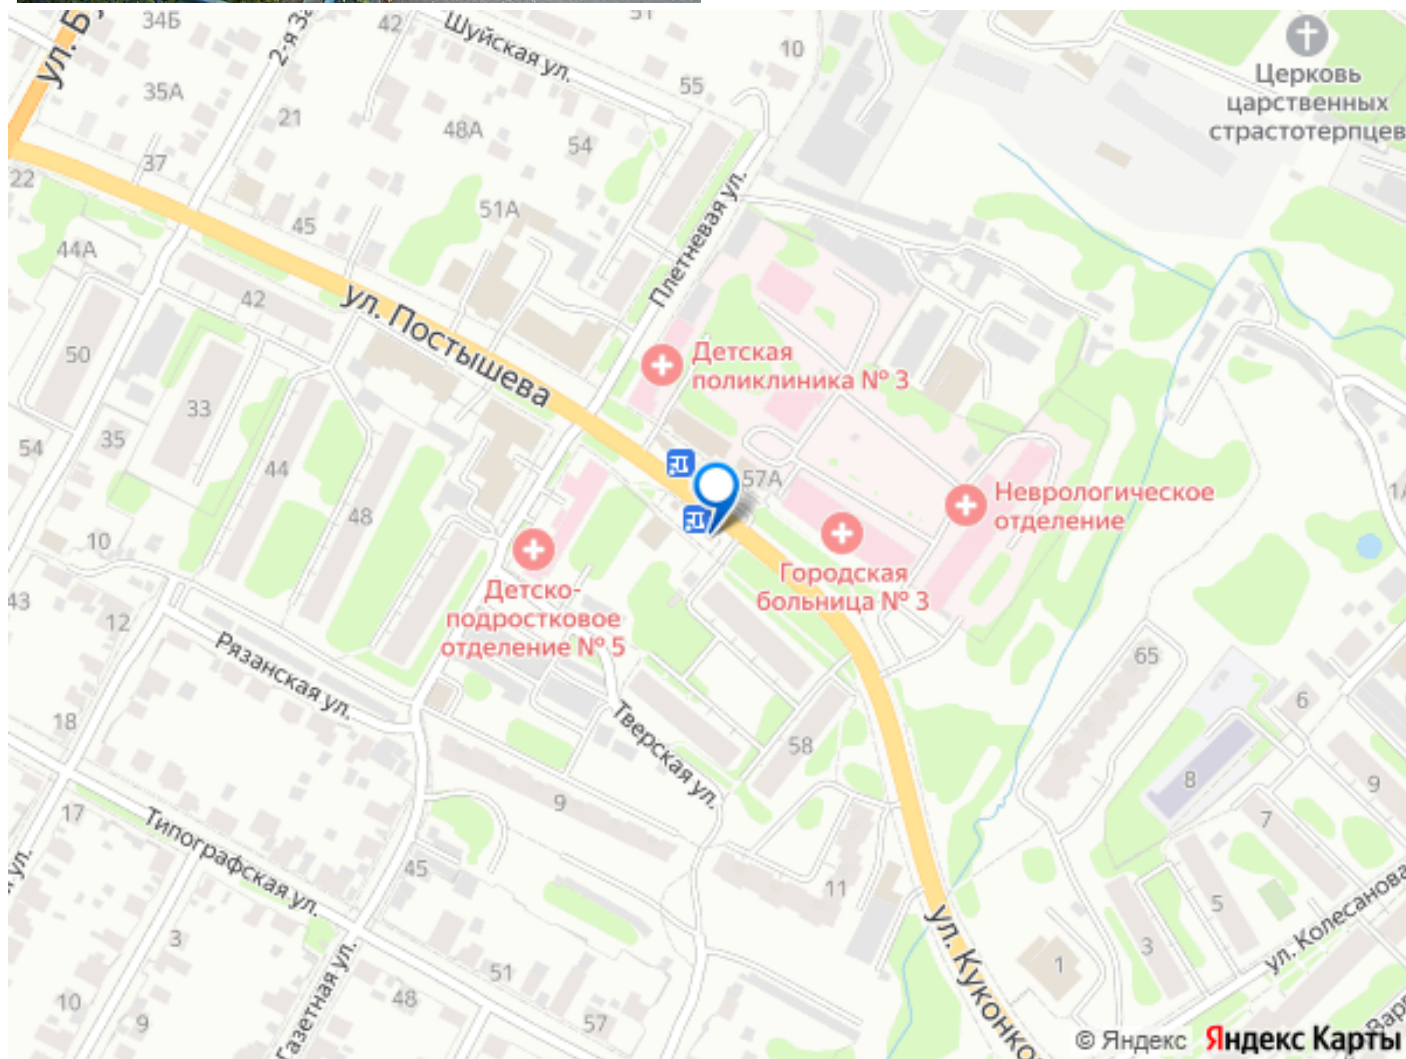 34Б
42
51
Шуйская ул.
10
ул. Б
2-я За
55
Церковь
царственных
страстотерпцев
35А
21
48А
54
37
22
45
51А
44А
Плетневая ул.
42
ул. Постышева
50
Детская
поликлиника № 3
33
54
35
44
57А
48
Неврологическое
отделение
1А
10
Городская
больница № 3
Детско-
подростковое
отделение № 5
43
12
Рязанская ул.
65
18
6
Тверская ул.
58
8
9
9
17
7
Типографская ул.
45
11
5
ул. Колесанова
3
3
ул. Куконко
51
1
48
10
9
57
Газетная ул.
Вар
© Яндекс Яндекс Карты